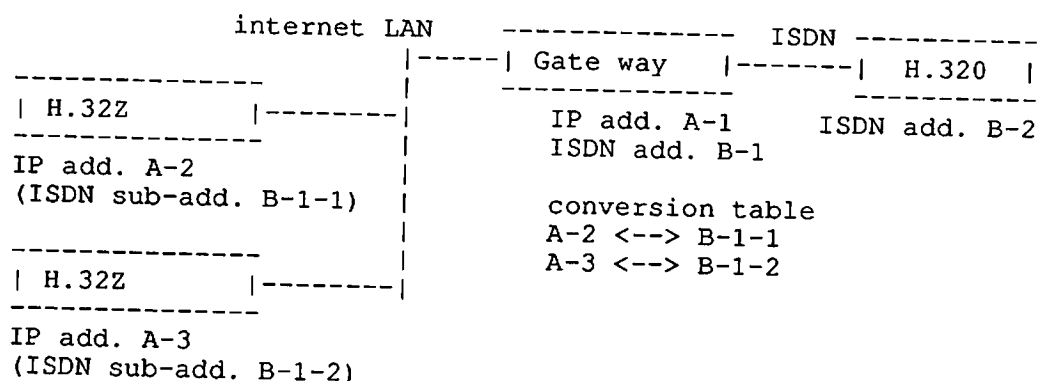 internet LAN
ISDN
Gate way
H.320
H.32Z
IP add. A-1
ISDN add. B-2
ISDN add. B-1
IP add. A-2
(ISDN sub-add. B-1-1)
conversion table
A-2 <--> B-1-1
A-3 <--> B-1-2
H.32Z
IP add. A-3
(ISDN sub-add. B-1-2)